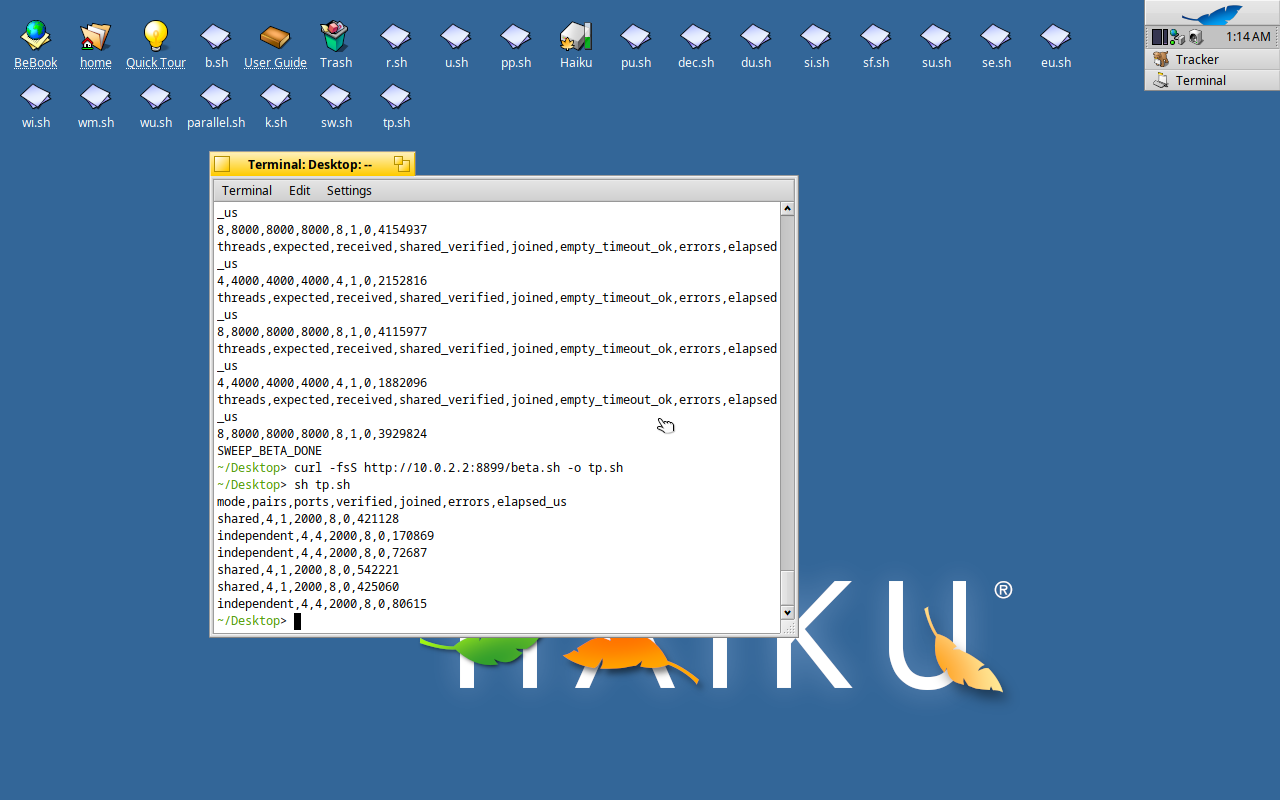 1:14 AM
Tracker
Terminal
BeBook home Quick Tour b.sh User Guide Trash r.sh u.sh pp.sh Haiku pu.sh dec.sh du.sh si.sh sf.sh su.sh se.sh eu.sh
wi.sh wm.sh wu.sh parallel.sh k.sh sw.sh tp.sh
Terminal: Desktop: --
Terminal Edit Settings
_us
8,8000,8000,8000,8,1,0,4154937
threads,expected,received,shared_verified,joined,empty_timeout_ok,errors,elapsed
_us
4,4000,4000,4000,4,1,0,2152816
threads,expected,received,shared_verified,joined,empty_timeout_ok,errors,elapsed
_us
8,8000,8000,8000,8,1,0,4115977
threads,expected,received,shared_verified,joined,empty_timeout_ok,errors,elapsed
_us
4,4000,4000,4000,4,1,0,1882096
threads,expected,received,shared_verified,joined,empty_timeout_ok,errors,elapsed
_us
8,8000,8000,8000,8,1,0,3929824
SWEEP_BETA_DONE
~/Desktop> curl -fsS http://10.0.2.2:8899/beta.sh -o tp.sh
~/Desktop> sh tp.sh
mode,pairs,ports,verified,joined,errors,elapsed_us
shared,4,1,2000,8,0,421128
independent,4,4,2000,8,0,170869
independent,4,4,2000,8,0,72687
shared,4,1,2000,8,0,542221
shared,4,1,2000,8,0,425060
independent,4,4,2000,8,0,80615
~/Desktop>
HAIKU®